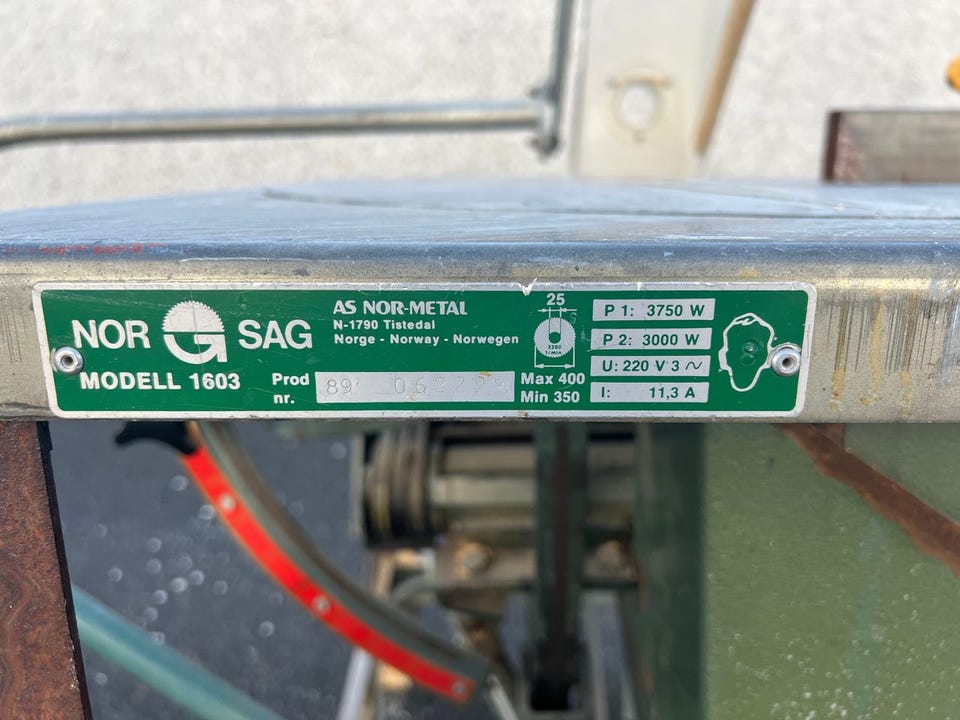 NOR SAG
MODELL 1603
AS NOR-METAL
N-1790 Tistedal
Norge - Norway - Norwegen
Prod nr.
89
25
Max 400
Min 350
P 1: 3750 W
P 2: 3000 W
U: 220 V 3 ~
I: 11,3 A